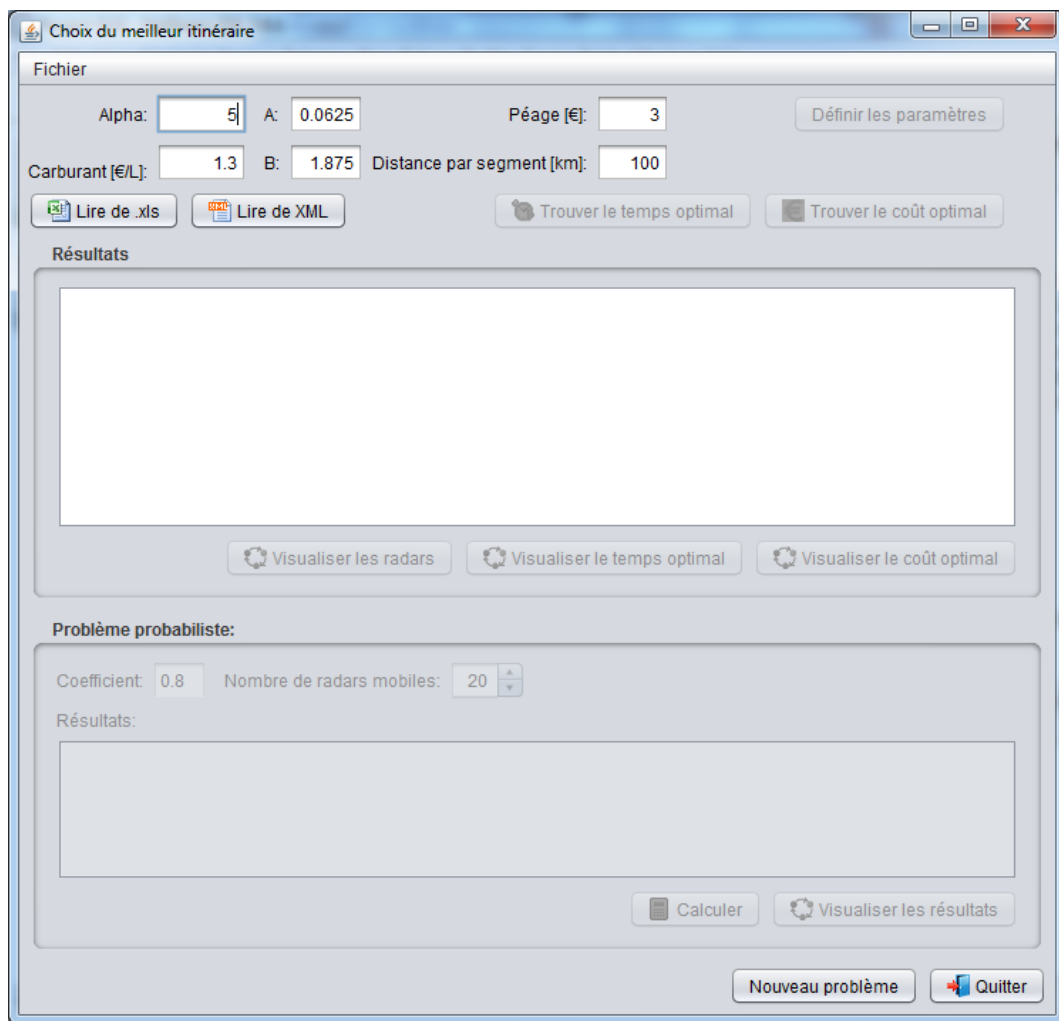 Choix du meilleur itinéraire
Fichier
Alpha: 5 A: 0.0625 Péage [€]: 3 Définir les paramètres
Carburant [€/L]: 1.3 B: 1.875 Distance par segment [km]: 100
Lire de .xls XML Lire de XML Trouver le temps optimal € Trouver le coût optimal
Résultats
Visualiser les radars Visualiser le temps optimal Visualiser le coût optimal
Problème probabiliste:
Coefficient: 0.8 Nombre de radars mobiles: 20
Résultats:
Calculer Visualiser les résultats
Nouveau problème Quitter